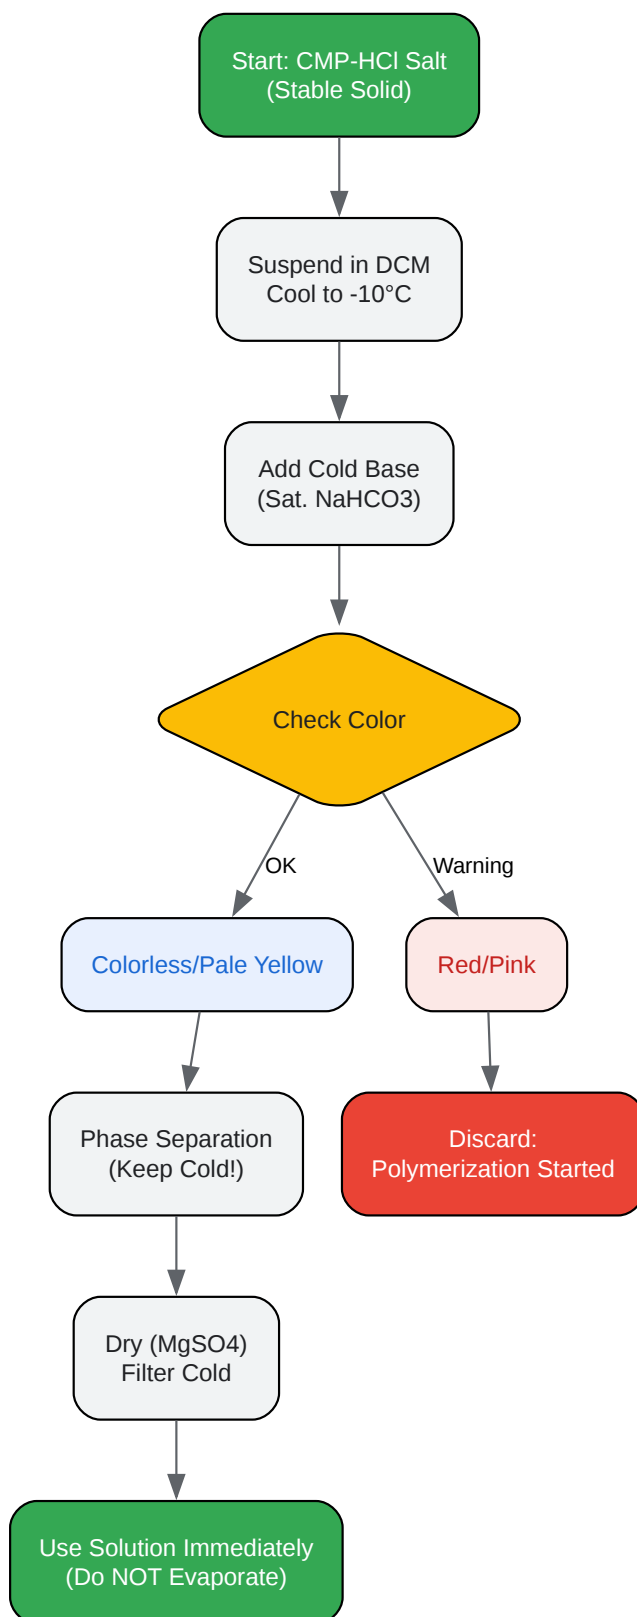 Start: CMP-HCl Salt
(Stable Solid)
Suspend in DCM
Cool to -10°C
Add Cold Base
(Sat. NaHCO3)
Check Color
OK
Warning
Colorless/Pale Yellow
Red/Pink
Phase Separation
(Keep Cold!)
Discard:
Polymerization Started
Dry (MgSO4)
Filter Cold
Use Solution Immediately
(Do NOT Evaporate)